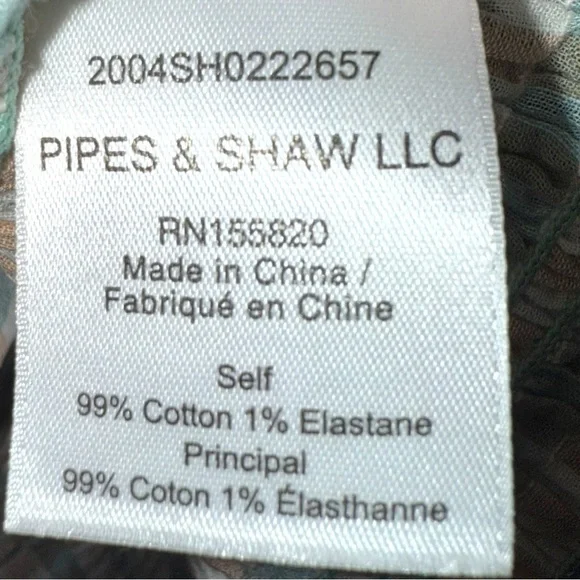 2004SH0222657
PIPES & SHAW LLC
RN155820
Made in China /
Fabriqué en Chine
Self
99% Cotton 1% Elastane
Principal
99% Coton 1% Élasthanne